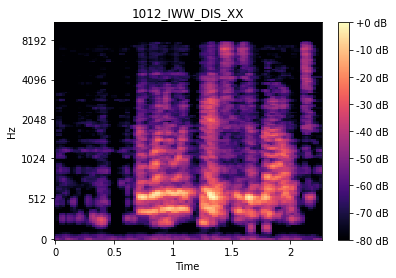 1012_IWW_DIS_XX
+0 dB
8192
-10 dB
4096
-20 dB
-30 dB
2048
Hz
-40 dB
1024
-50 dB
512
-60 dB
-70 dB
0
-80 dB
0
0.5
1
1.5
2
Time